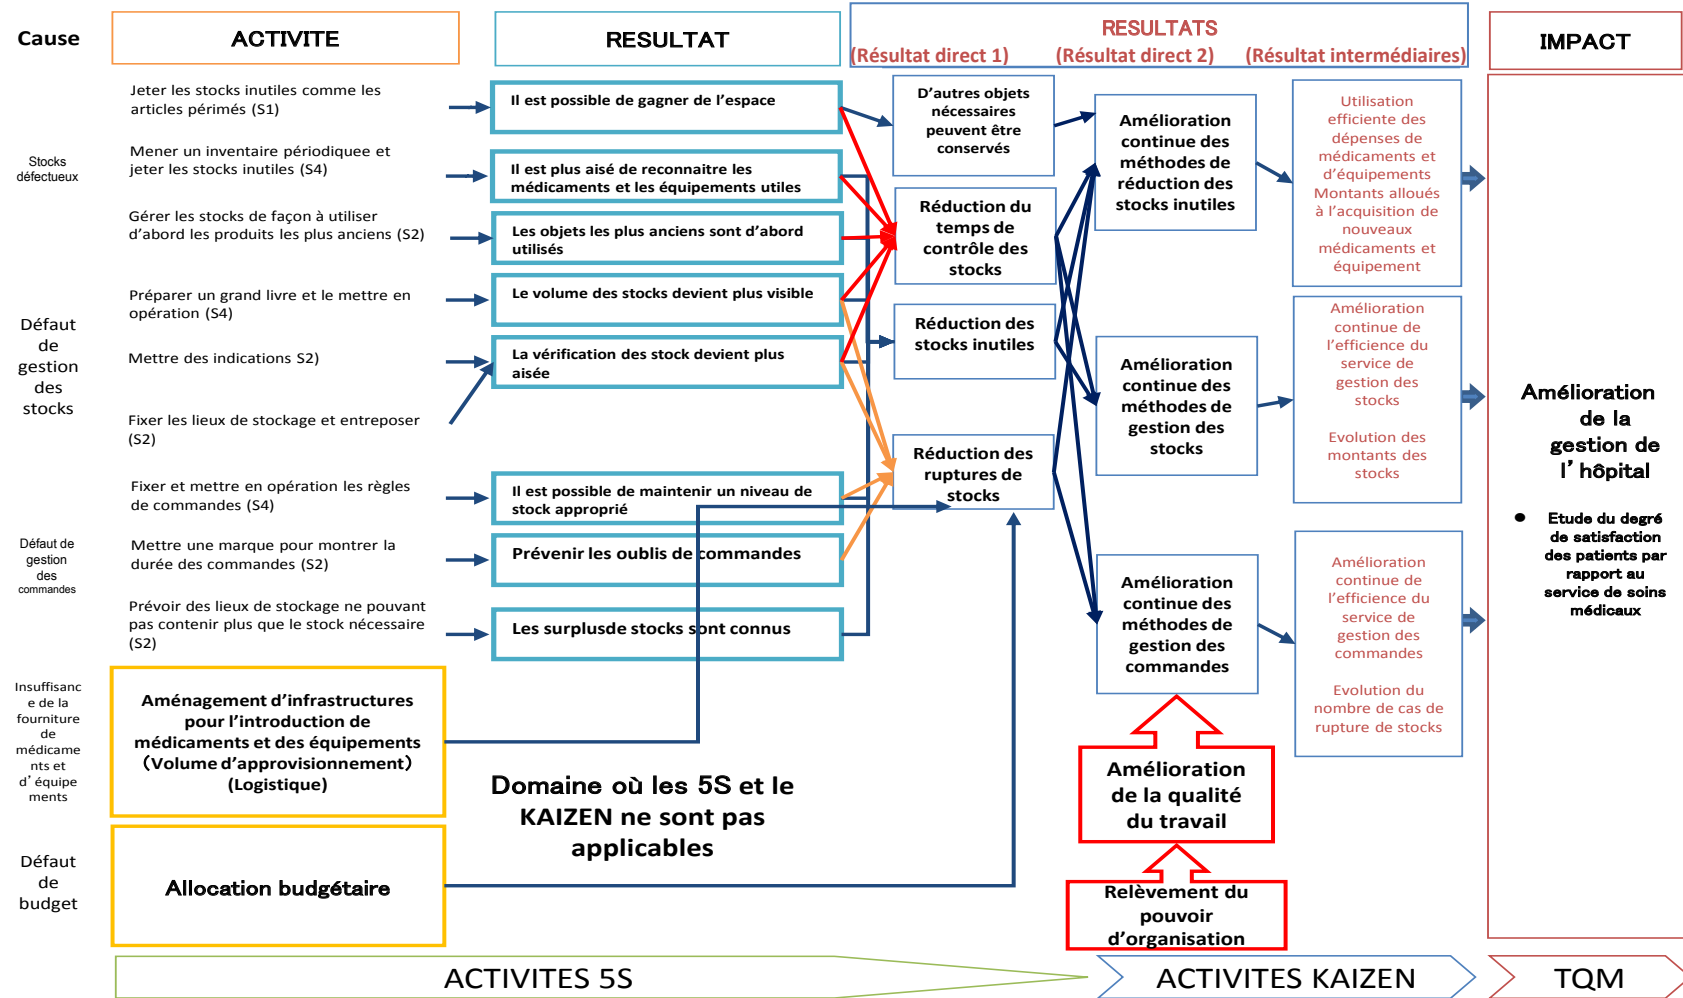 Cause
ACTIVITE
RESULTAT
RESULTATS
(Résultat direct 1)
(Résultat direct 2)
(Résultat intermédiaires)
IMPACT
Stocks
défectueux
Défaut
de
gestion
des
stocks
Défaut de
gestion
des
commandes
Insuffisanc
e de la
fourniture
de
médicame
nts et
d'équipe
ments
Défaut
de
budget
Jeter les stocks inutiles comme les
articles périmés (S1)
Mener un inventaire périodiquee et
jeter les stocks inutiles (S4)
Gérer les stocks de façon à utiliser
d'abord les produits les plus anciens (S2)
Préparer un grand livre et le mettre en
opération (S4)
Mettre des indications S2)
Fixer les lieux de stockage et entreposer
(S2)
Fixer et mettre en opération les règles
de commandes (S4)
Mettre une marque pour montrer la
durée des commandes (S2)
Prévoir des lieux de stockage ne pouvant
pas contenir plus que le stock nécessaire
(S2)
Aménagement d'infrastructures
pour l'introduction de
médicaments et des équipements
(Volume d'approvisionnement)
(Logistique)
Allocation budgétaire
Il est possible de gagner de l'espace
Il est plus aisé de reconnaitre les
médicaments et les équipements utiles
Les objets les plus anciens sont d'abord
utilisés
Le volume des stocks devient plus visible
La vérification des stock devient plus
aisée
Il est possible de maintenir un niveau de
stock approprié
Prévenir les oublis de commandes
Les surplusde stocks sont connus
Domaine où les 5S et le
KAIZEN ne sont pas
applicables
D'autres objets
nécessaires
peuvent être
conservés
Réduction du
temps de
contrôle des
stocks
Réduction des
stocks inutiles
Réduction des
ruptures de
stocks
Amélioration
continue des
méthodes de
réduction des
stocks inutiles
Amélioration
continue des
méthodes de
gestion des
stocks
Amélioration
continue des
méthodes de
gestion des
commandes
Amélioration
de la qualité
du travail
Relèvement du
pouvoir
d'organisation
Utilisation
efficiente des
dépenses de
médicaments et
d'équipements
Montants alloués
à l'acquisition de
nouveaux
médicaments et
équipement
Amélioration
continue de
l'efficience du
service de
gestion des
stocks
Evolution des
montants des
stocks
Amélioration
continue de
l'efficience du
service de
gestion des
commandes
Evolution du
nombre de cas de
rupture de stocks
Amélioration
de la
gestion de
l'hôpital
● Etude du degré
de satisfaction
des patients par
rapport au
service de soins
médicaux
ACTIVITES 5S
ACTIVITES KAIZEN
TQM